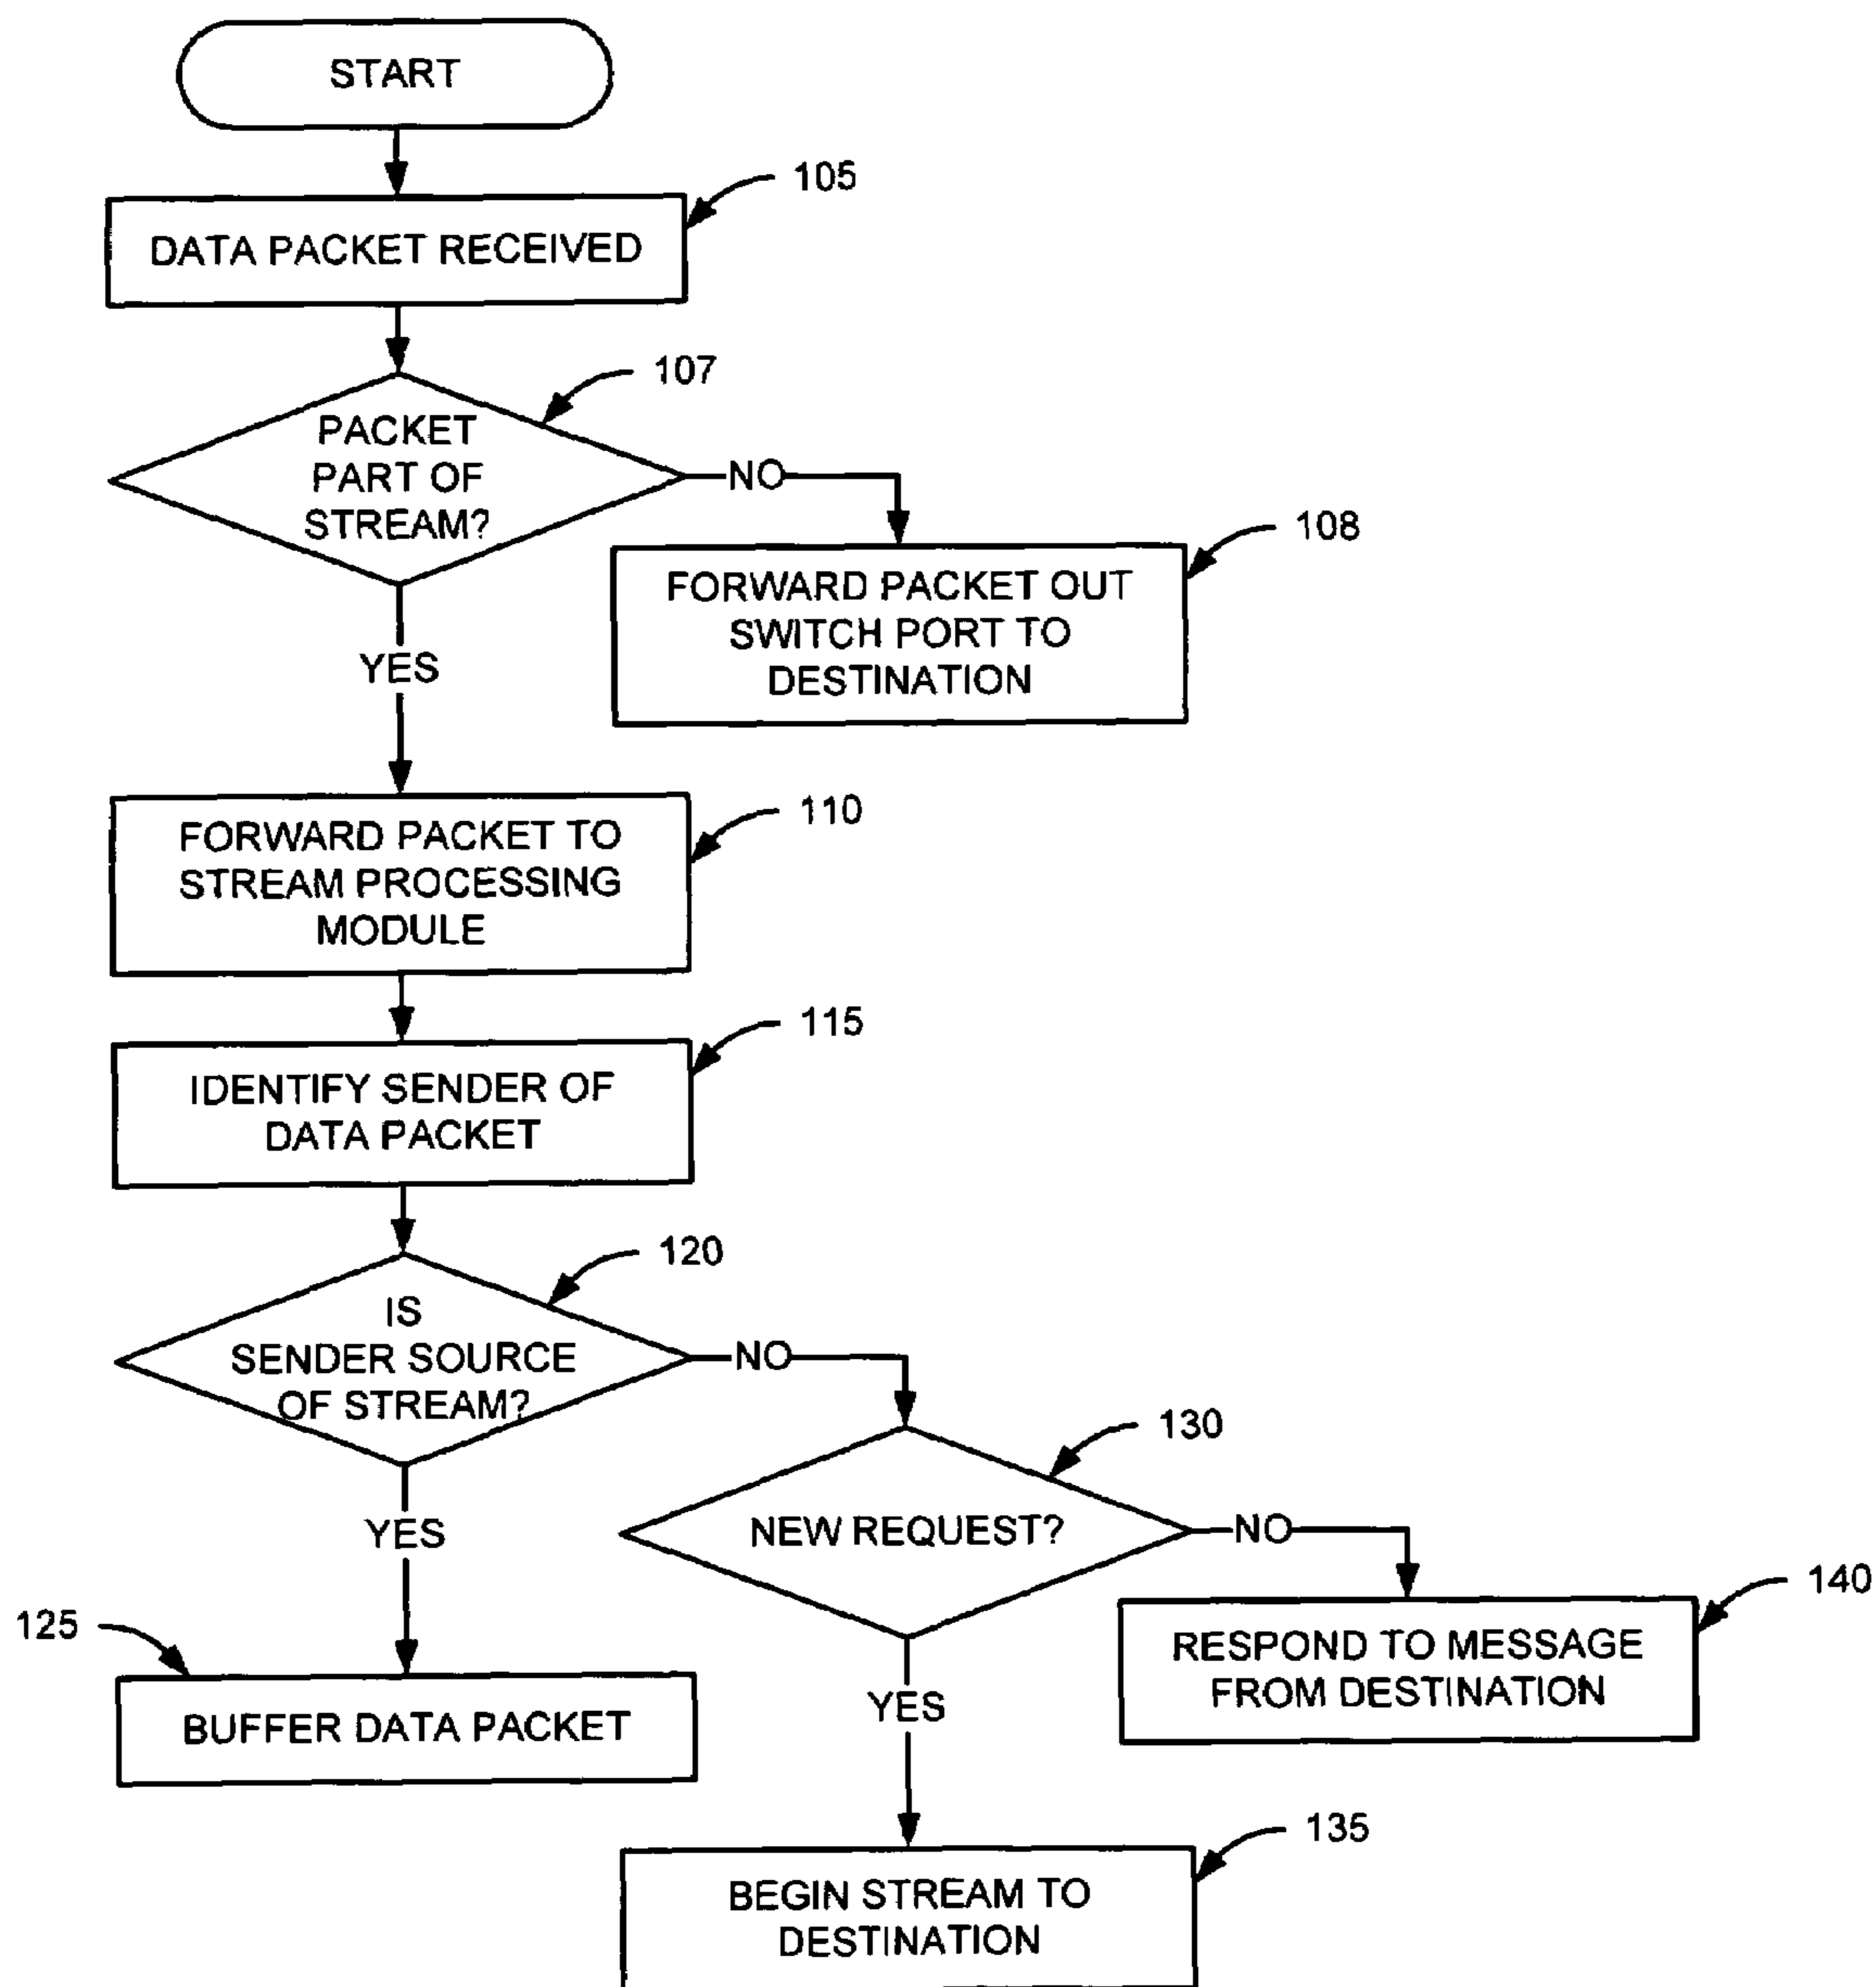 START
105
DATA PACKET RECEIVED
107
PACKET
PART OF
STREAM?
NO
108
FORWARD PACKET OUT
SWITCH PORT TO
DESTINATION
YES
110
FORWARD PACKET TO
STREAM PROCESSING
MODULE
115
IDENTIFY SENDER OF
DATA PACKET
120
IS
SENDER SOURCE
OF STREAM?
NO
130
NEW REQUEST?
YES
NO
140
RESPOND TO MESSAGE
FROM DESTINATION
125
BUFFER DATA PACKET
YES
135
BEGIN STREAM TO
DESTINATION